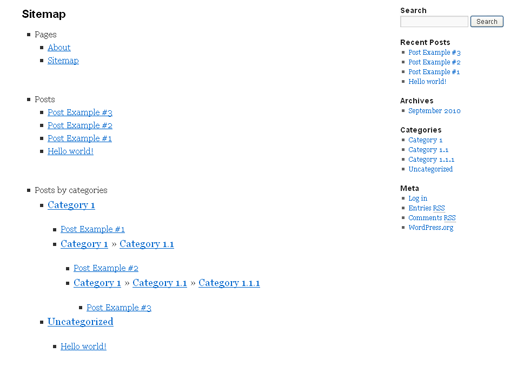 Sitemap
Pages
About
Sitemap
Posts
Post Example #3
Post Example #2
Post Example #1
Hello world!
Posts by categories
Category 1
Post Example #1
Category 1 » Category 1.1
Post Example #2
Category 1 » Category 1.1 » Category 1.1.1
Post Example #3
Uncategorized
Hello world!
Search
Search
Recent Posts
Post Example #3
Post Example #2
Post Example #1
Hello world!
Archives
September 2010
Categories
Category 1
Category 1.1
Category 1.1.1
Uncategorized
Meta
Log in
Entries RSS
Comments RSS
WordPress.org